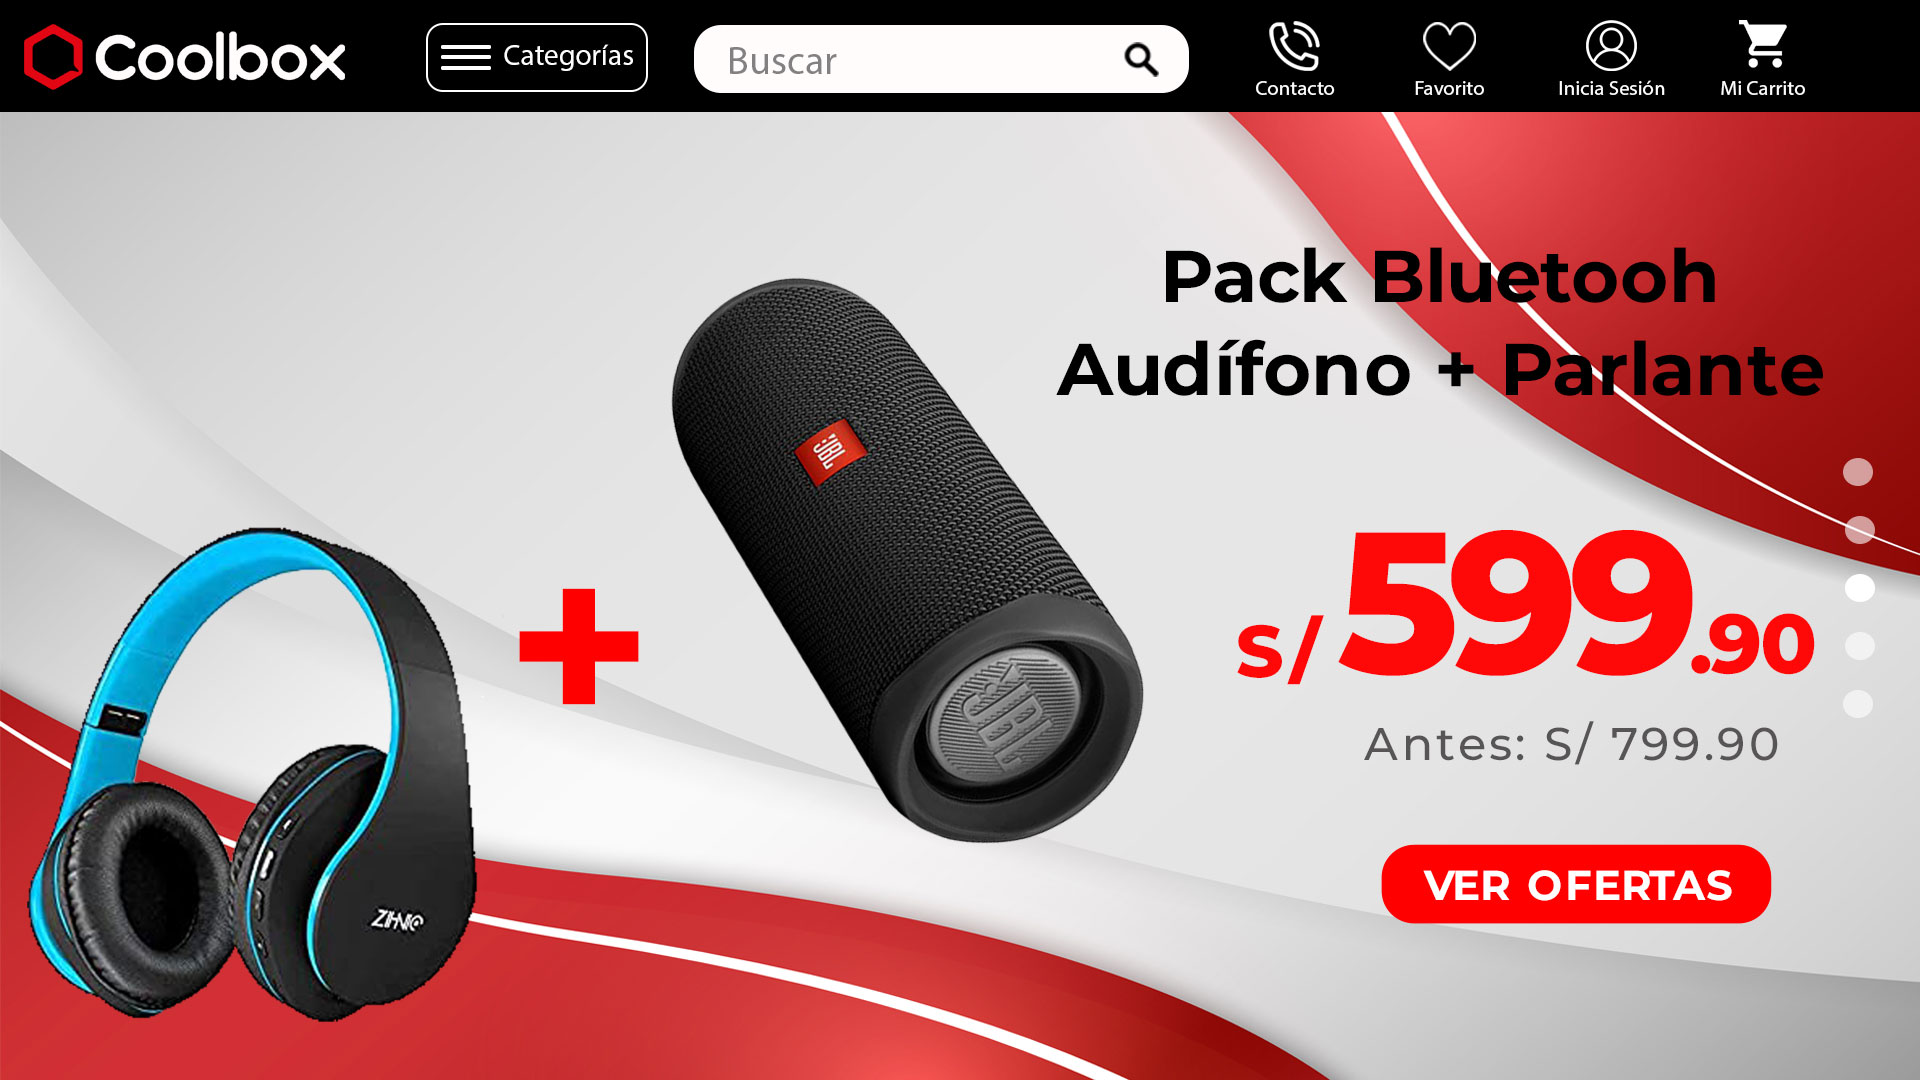 Coolbox
Categorías
Buscar
Contacto
Favorito
Inicia Sesión
Mi Carrito
Pack Bluetooh
Audífono + Parlante
JBL
+
S/ 599.90
JBL
Antes: S/ 799.90
VER OFERTAS
ZIHNIC